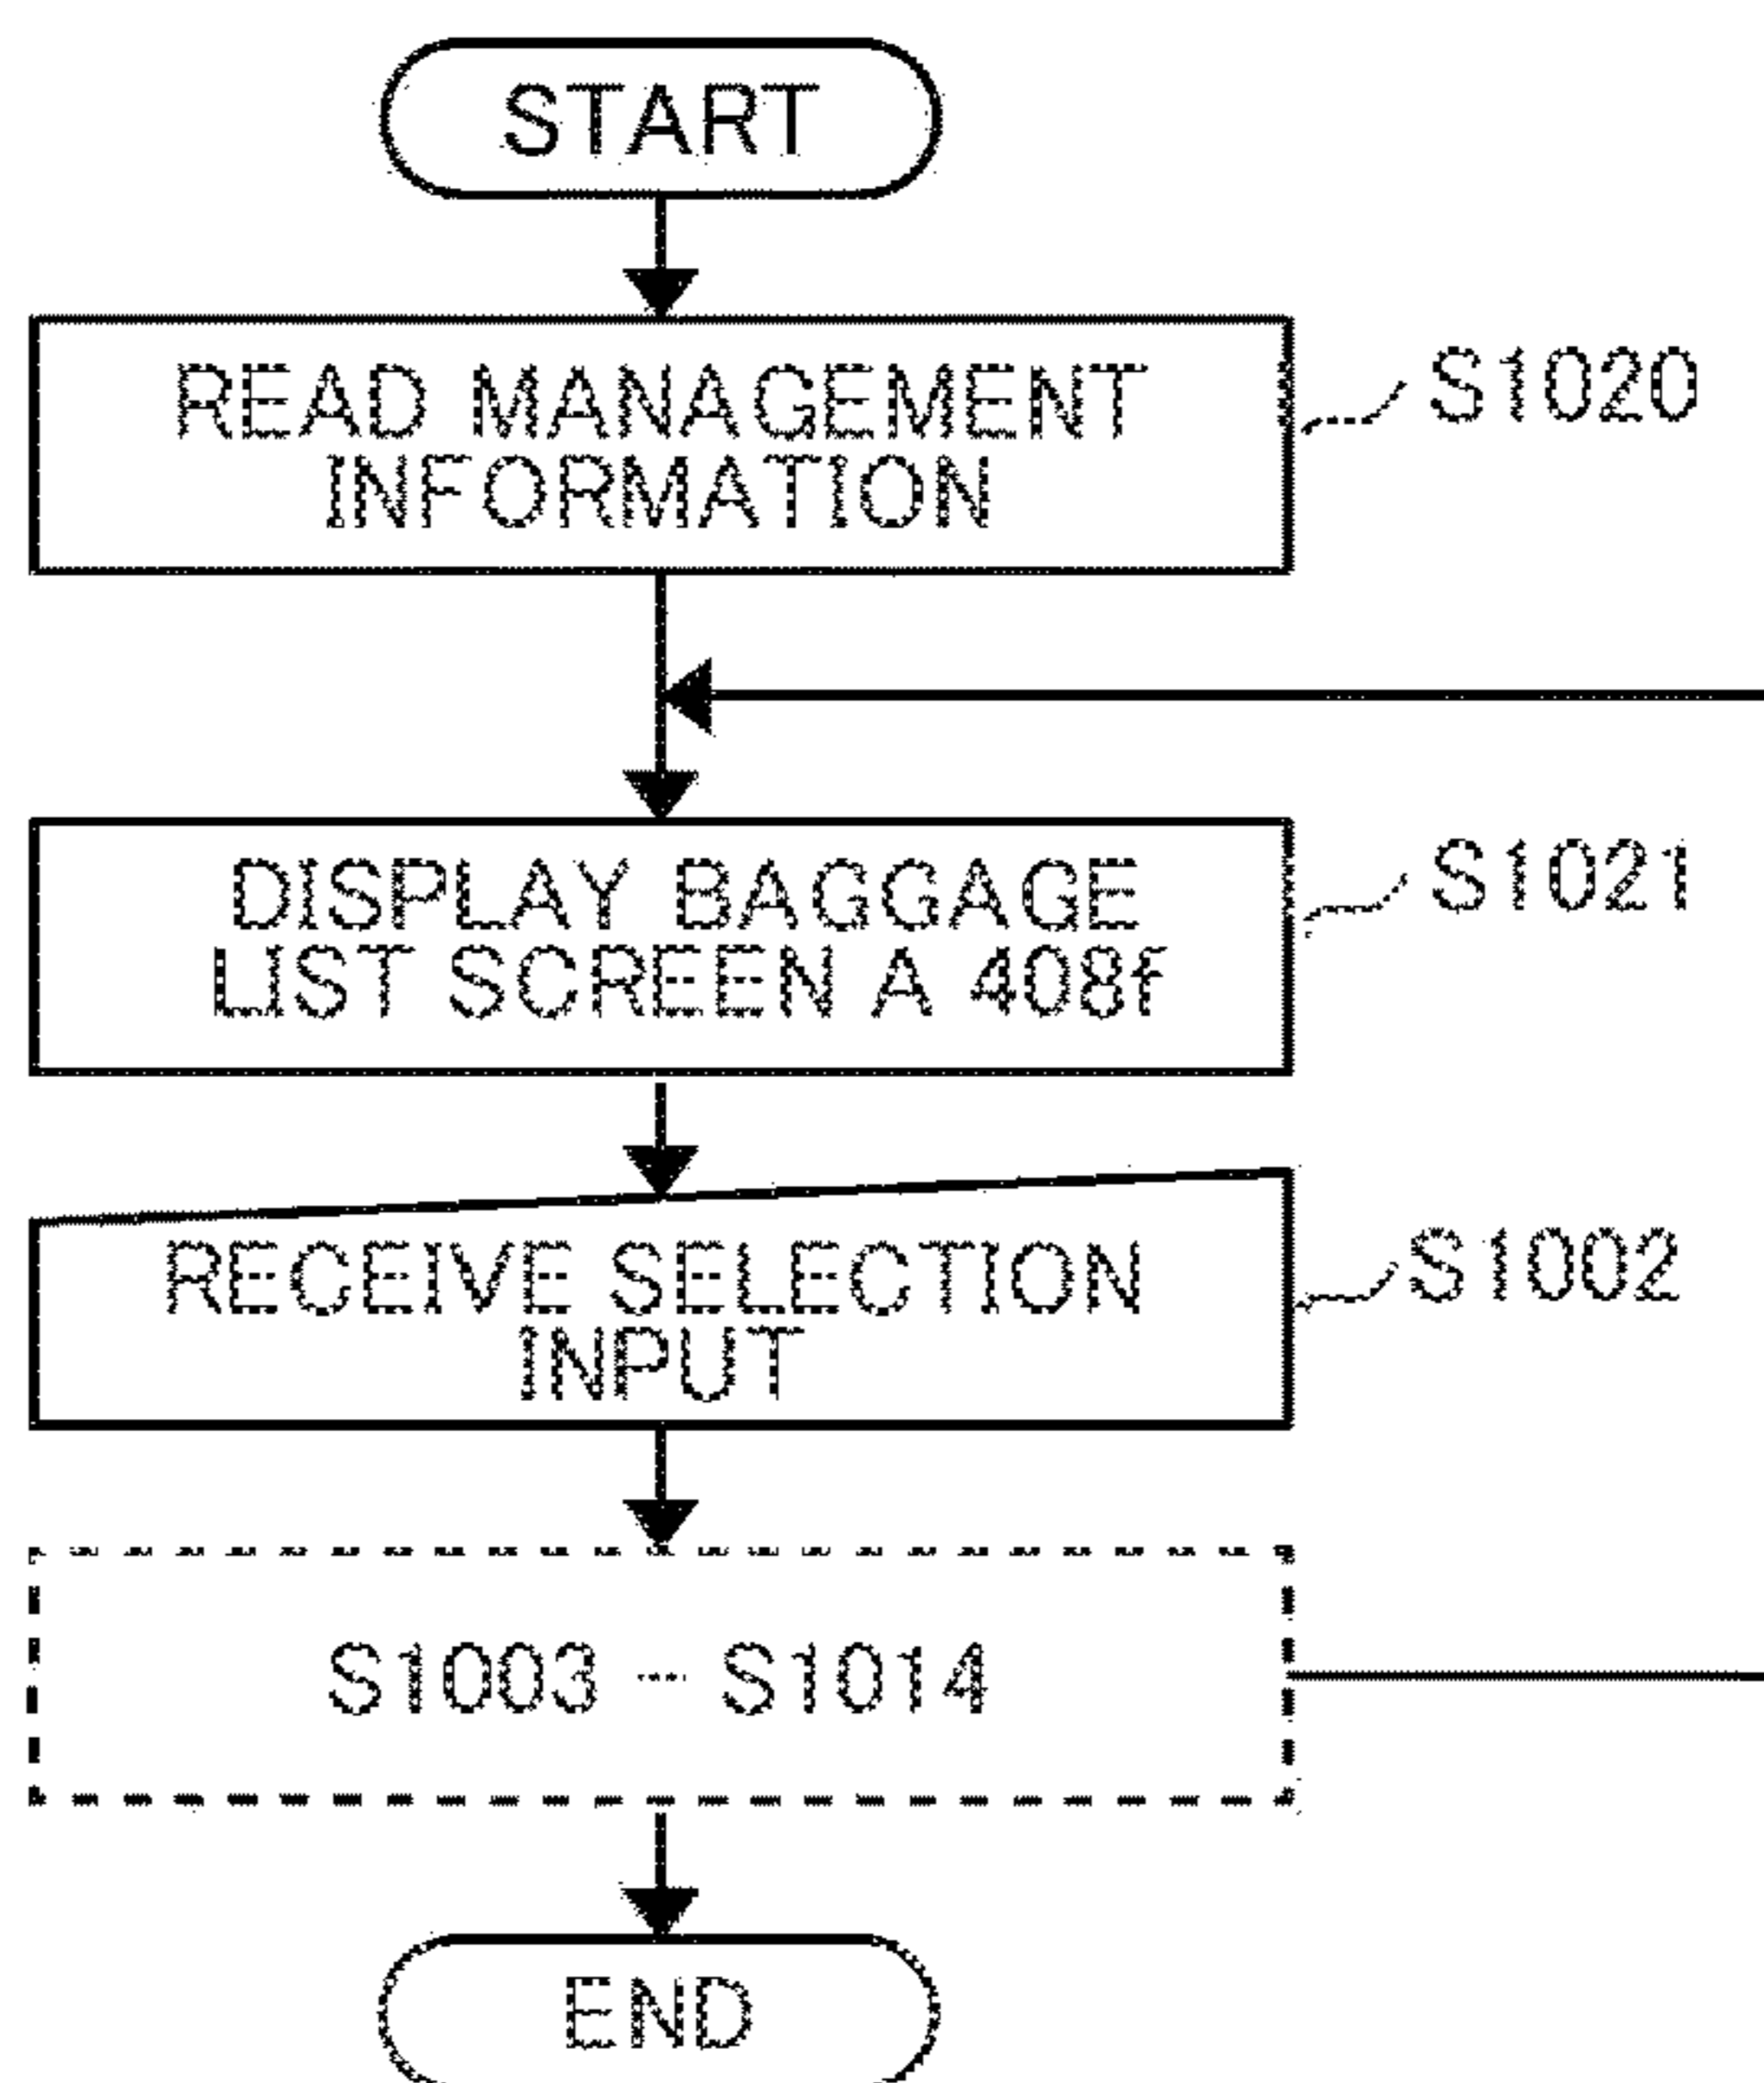 START
READ MANAGEMENT
INFORMATION
S1020
DISPLAY BAGGAGE
LIST SCREEN A 408f
S1021
RECEIVE SELECTION
INPUT
S1002
S1003 - S1014
END